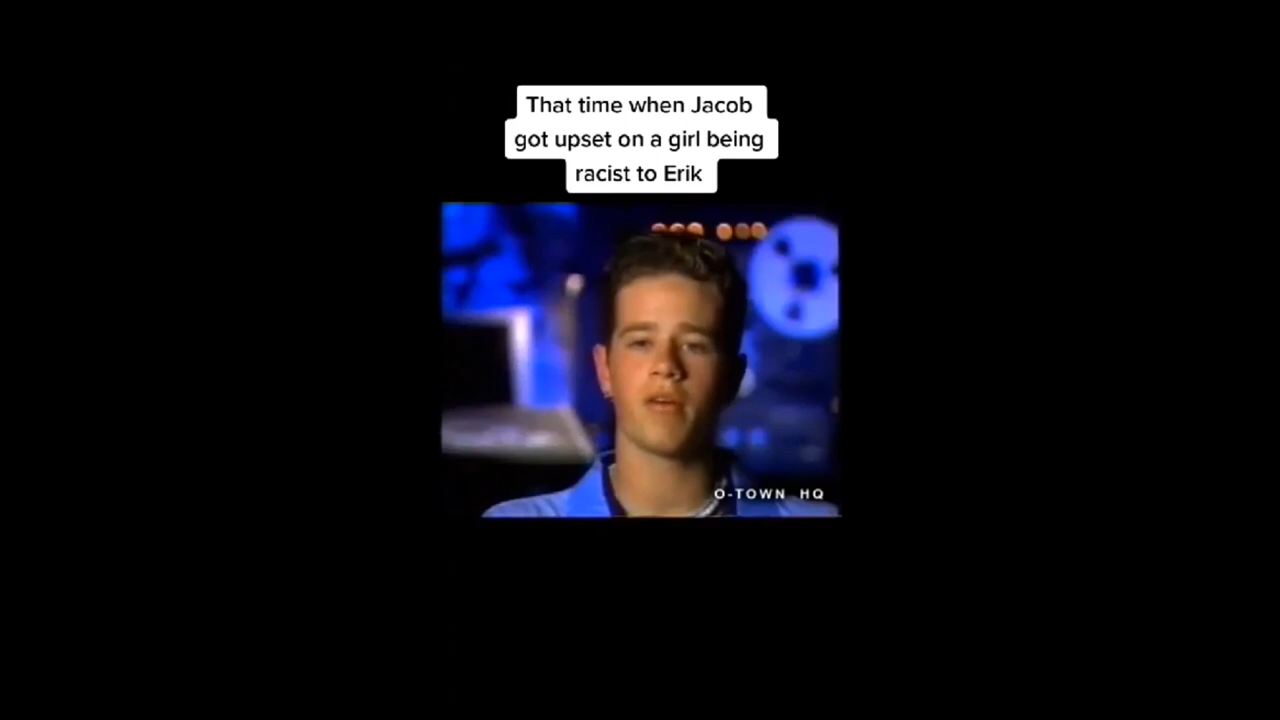 That time when Jacob
got upset on a girl being
racist to Erik
O-TOWN HQ